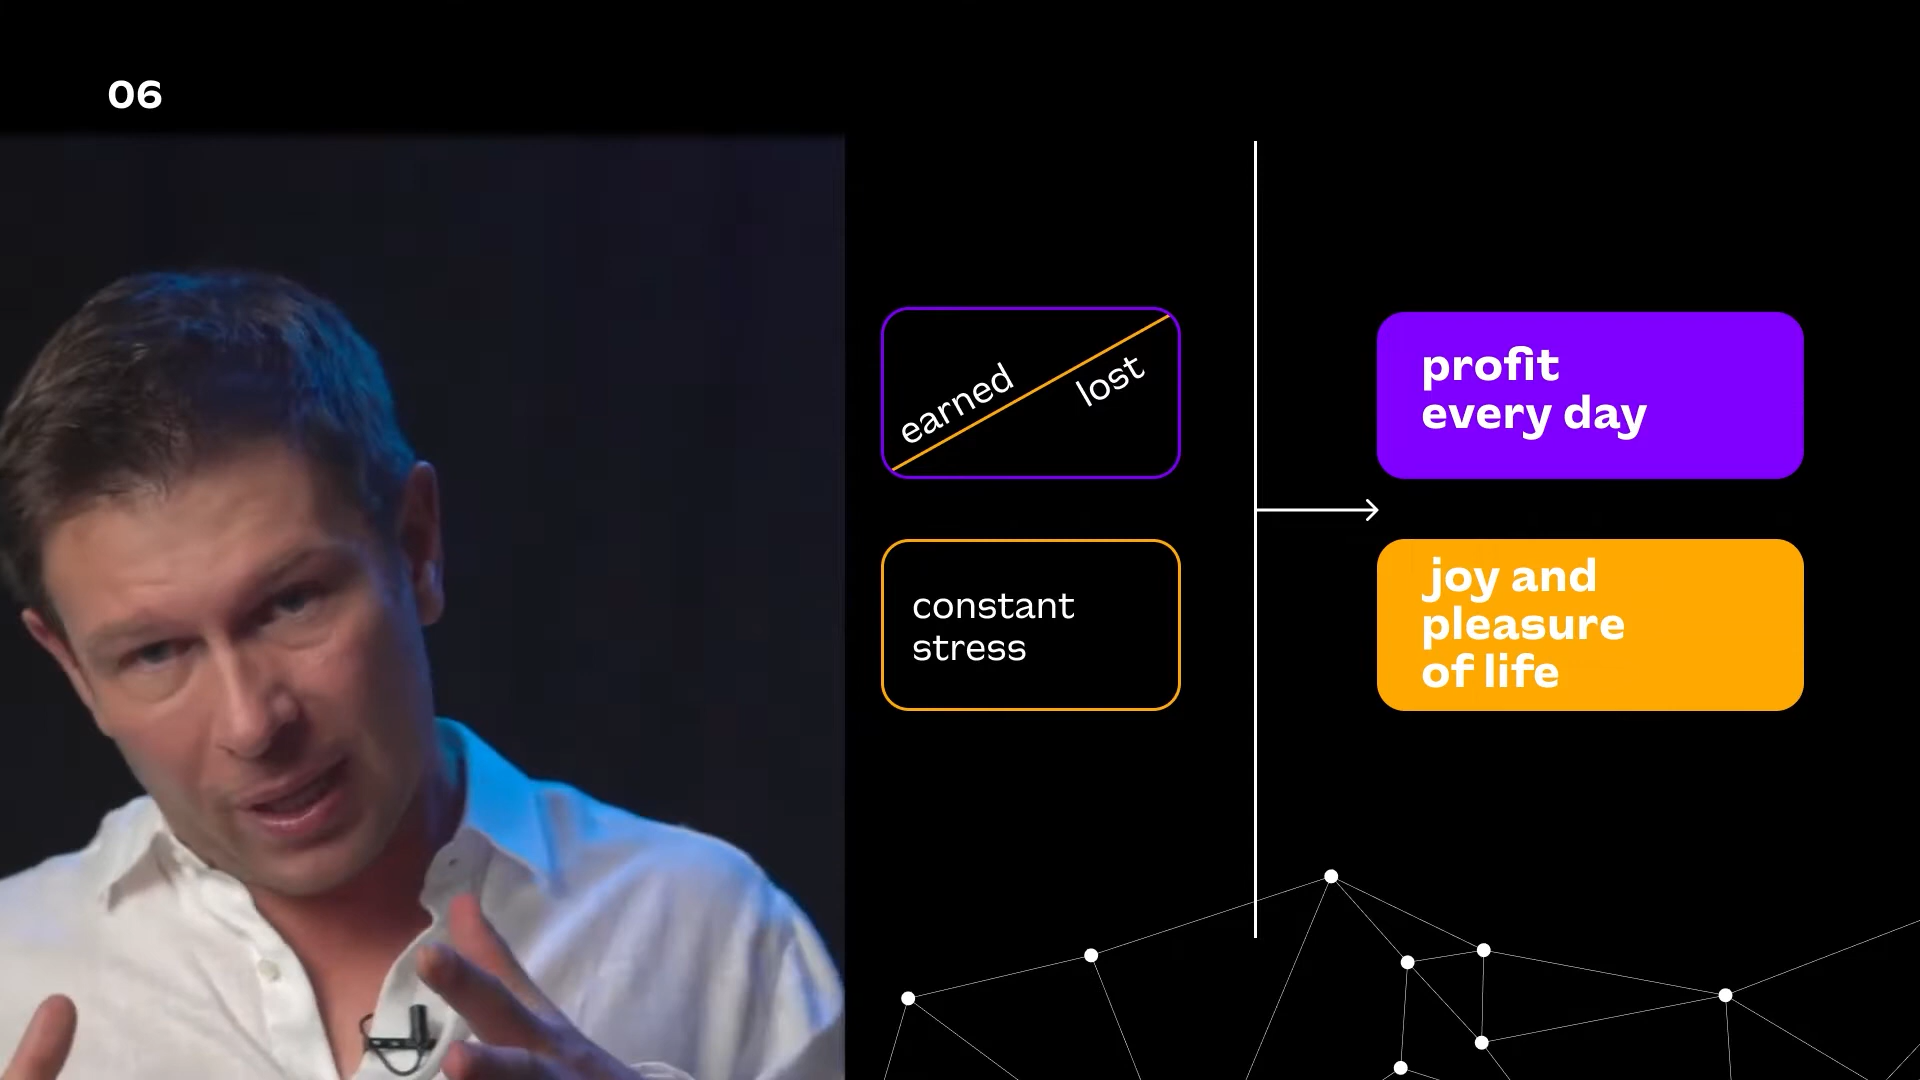 06
earned
lost
constant
stress
profit
every day
joy and
pleasure
of life